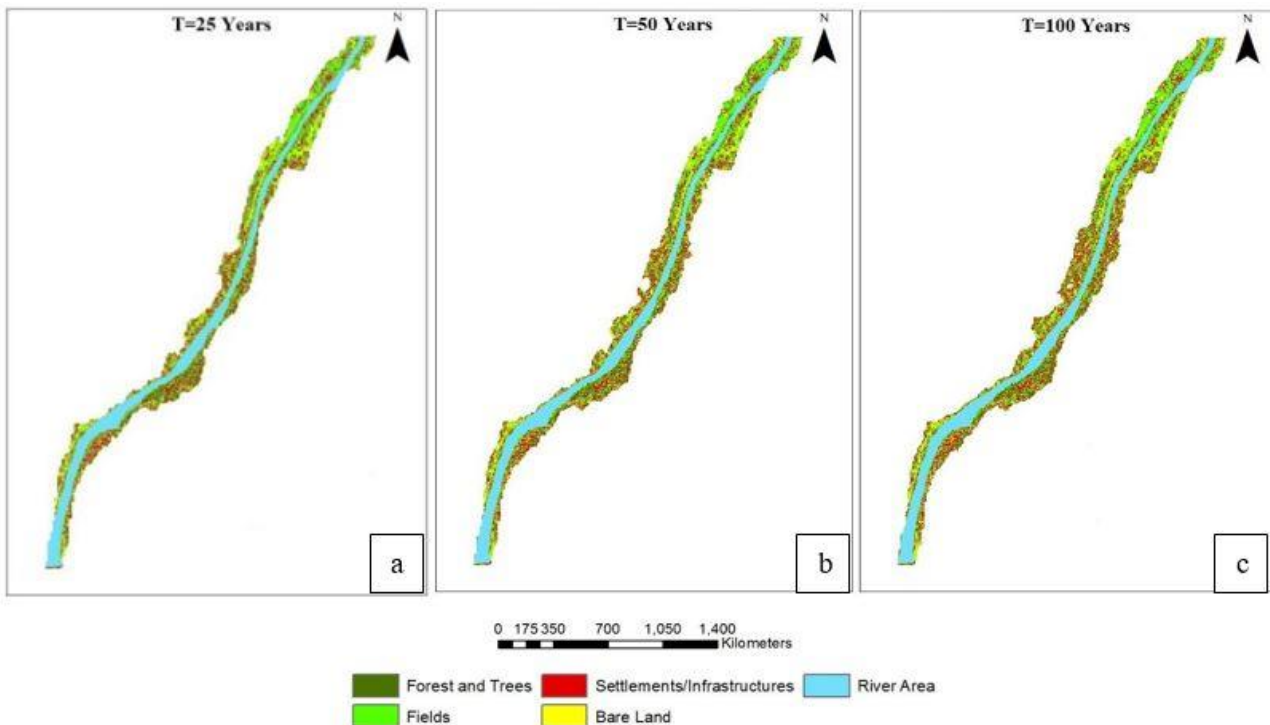 T=25 Years
N
a
T=50 Years
N
b
T=100 Years
N
c
0 175 350 700 1,050 1,400
Kilometers
Forest and Trees Settlements/Infrastructures River Area
Fields Bare Land